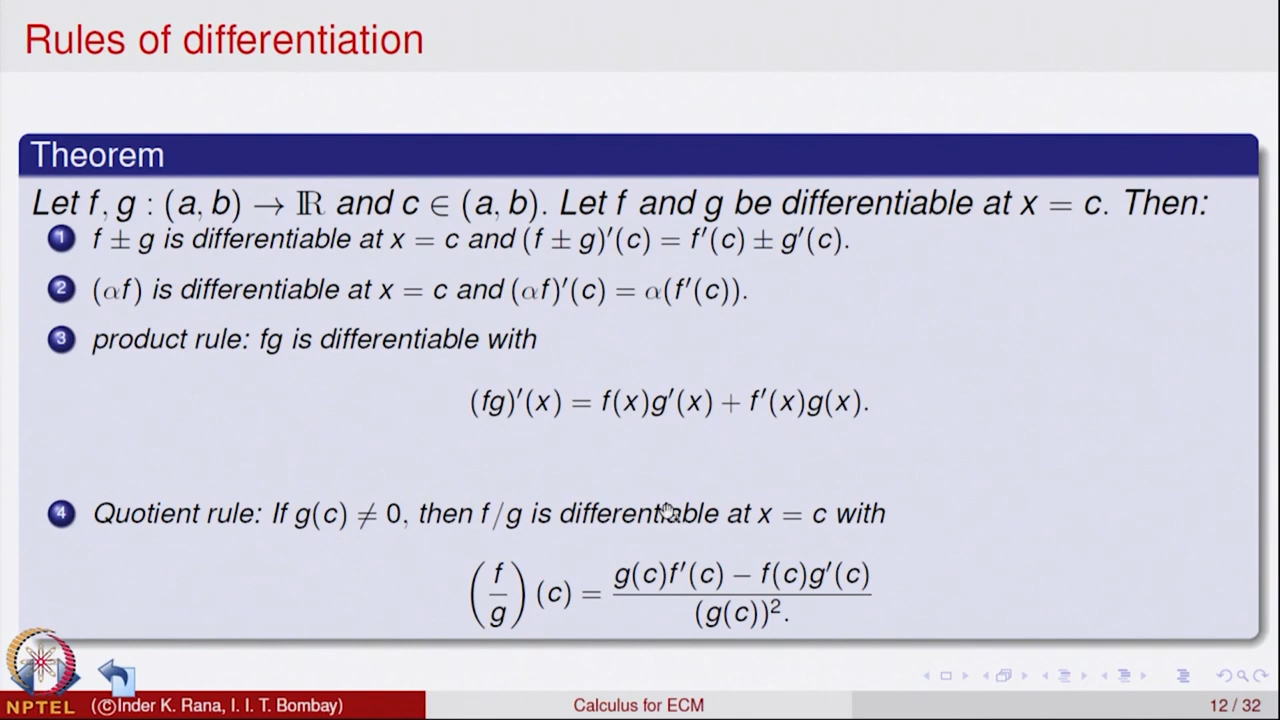 Rules of differentiation
Theorem
Let f, g : (a, b) → ℝ and c ∈ (a, b). Let f and g be differentiable at x = c. Then:
1 f ± g is differentiable at x = c and (f ± g)′(c) = f′(c) ± g′(c).
2 (αf) is differentiable at x = c and (αf)′(c) = α(f′(c)).
3 product rule: fg is differentiable with
(fg)′(x) = f(x)g′(x) + f′(x)g(x).
4 Quotient rule: If g(c) ≠ 0, then f/g is differentiable at x = c with
(f/g)(c) = g(c)f′(c) − f(c)g′(c) / (g(c))².
NPTEL
(©Inder K. Rana, I. I. T. Bombay) Calculus for ECM 12 / 32